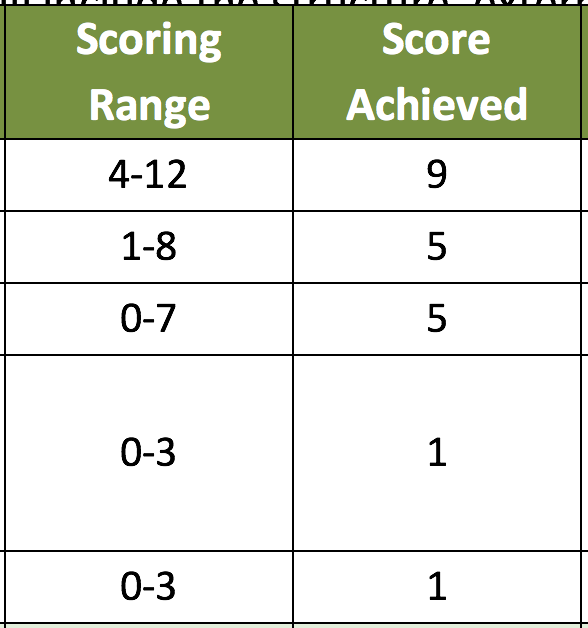 Scoring Range
Score Achieved
4-12 9
1-8 5
0-7 5
0-3 1
0-3 1